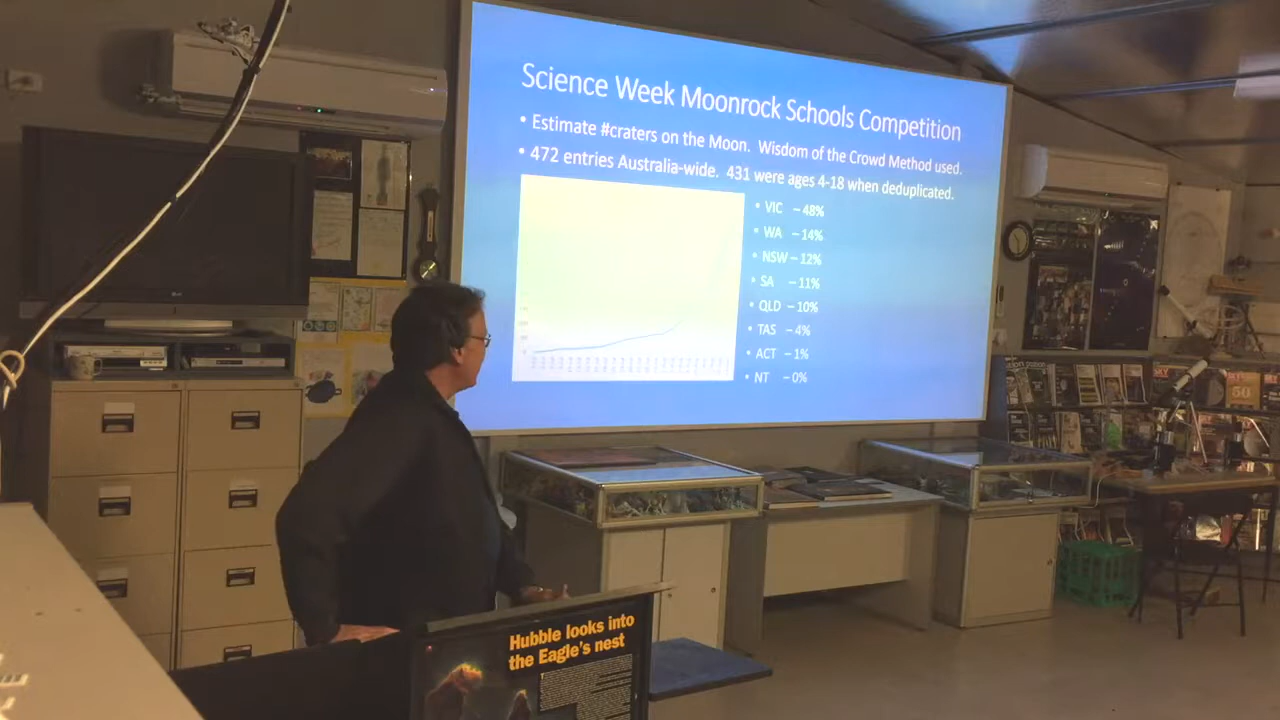 Science Week Moonrock Schools Competition
• Estimate #craters on the Moon. Wisdom of the Crowd Method used.
• 472 entries Australia-wide. 431 were ages 4-18 when deduplicated.
• VIC – 48%
• WA – 14%
• NSW – 12%
• SA – 11%
• QLD – 10%
• TAS – 4%
• ACT – 1%
• NT – 0%
Hubble looks into
the Eagle's nest
50